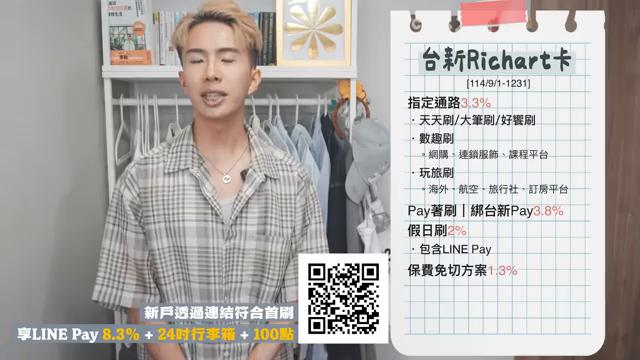 台新Richart卡
[114/9/1-1231]
指定通路3.3%
·天天刷/大筆刷/好饗刷
·數趣刷
。網購、連鎖服飾、課程平台
·玩旅刷
。海外、航空、旅行社、訂房平台
Pay著刷｜綁台新Pay3.8%
假日刷2%
·包含LINE Pay
保費免切方案1.3%
新戶透過連結符合首刷
享LINE Pay 8.3% + 24吋行李箱 + 100點